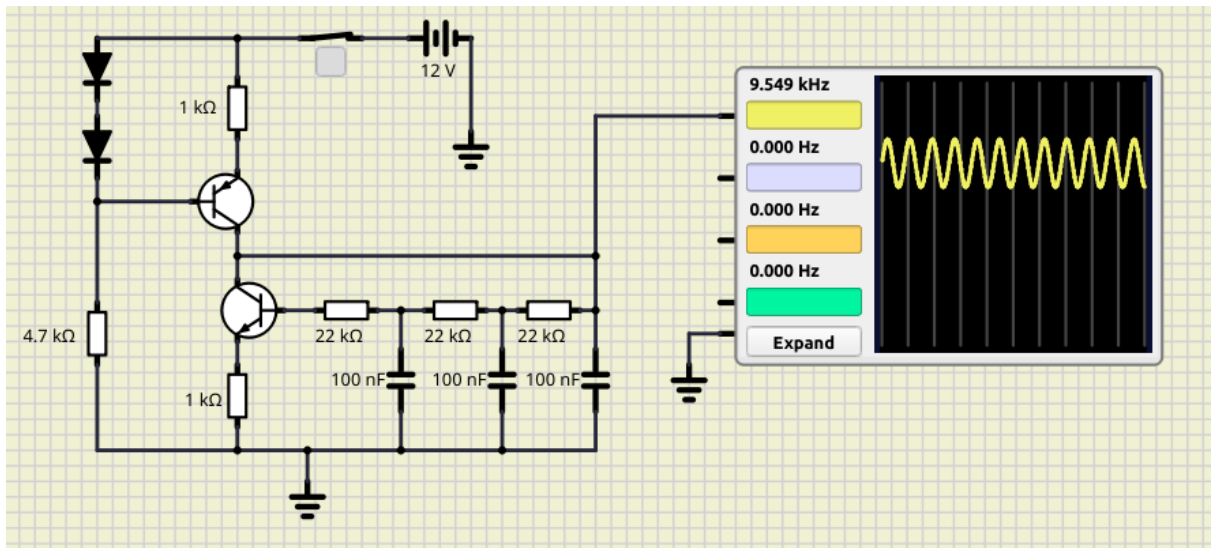 12 V
1 kΩ
4.7 kΩ
22 kΩ 22 kΩ 22 kΩ
100 nF 100 nF 100 nF
1 kΩ
9.549 kHz
0.000 Hz
0.000 Hz
0.000 Hz
Expand